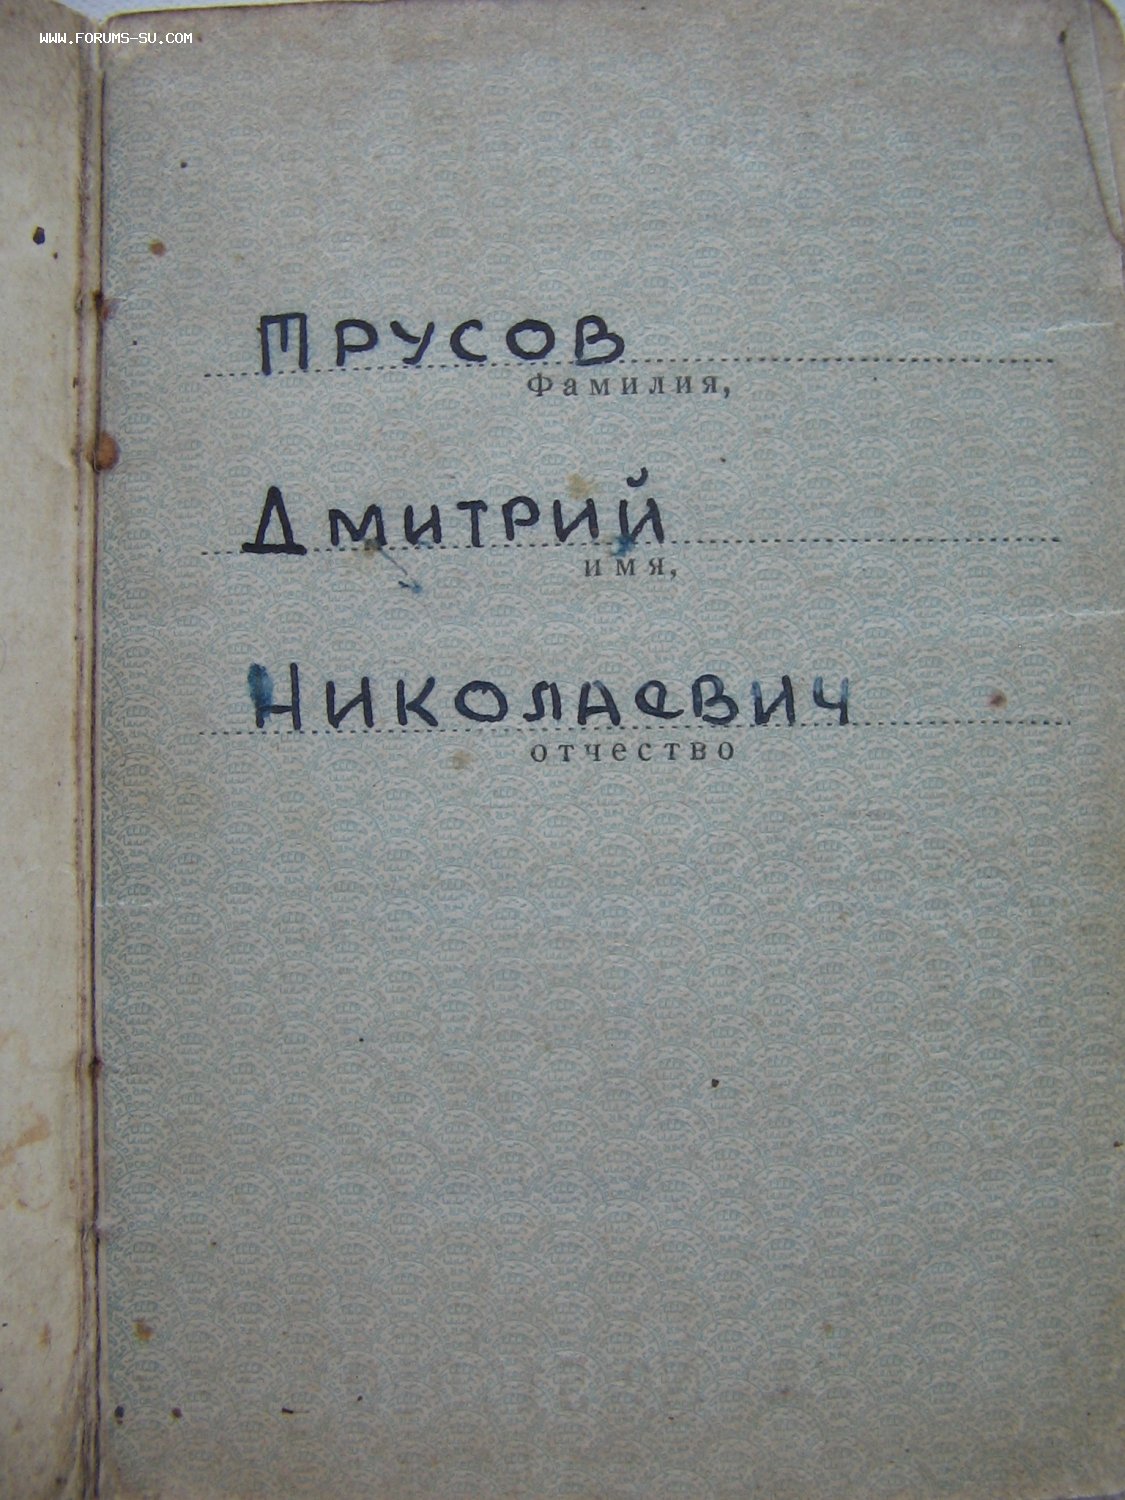 WWW.FORUMS-SU.COM
Трусов
Фамилия,
Дмитрий
имя,
Николаевич
отчество